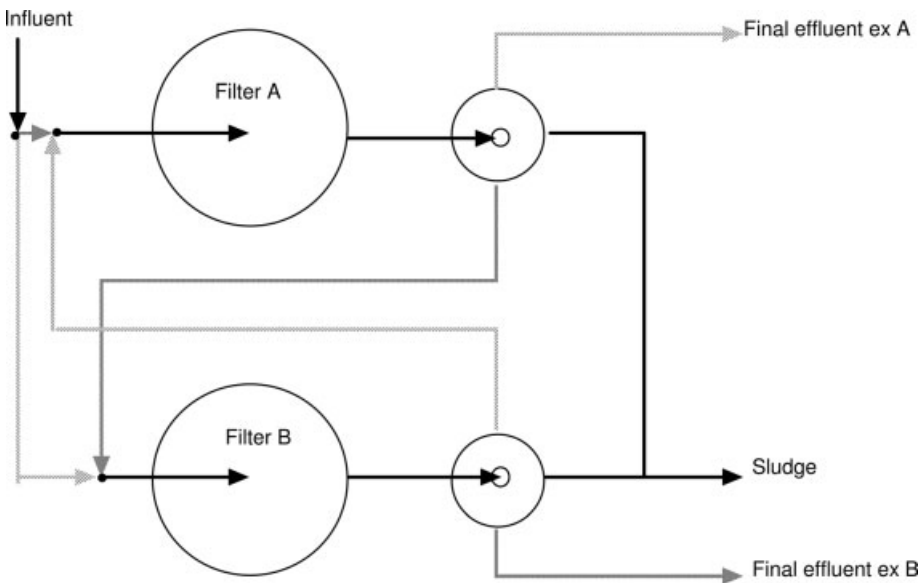 Influent
Final effluent ex A
Filter A
Filter B
Sludge
Final effluent ex B